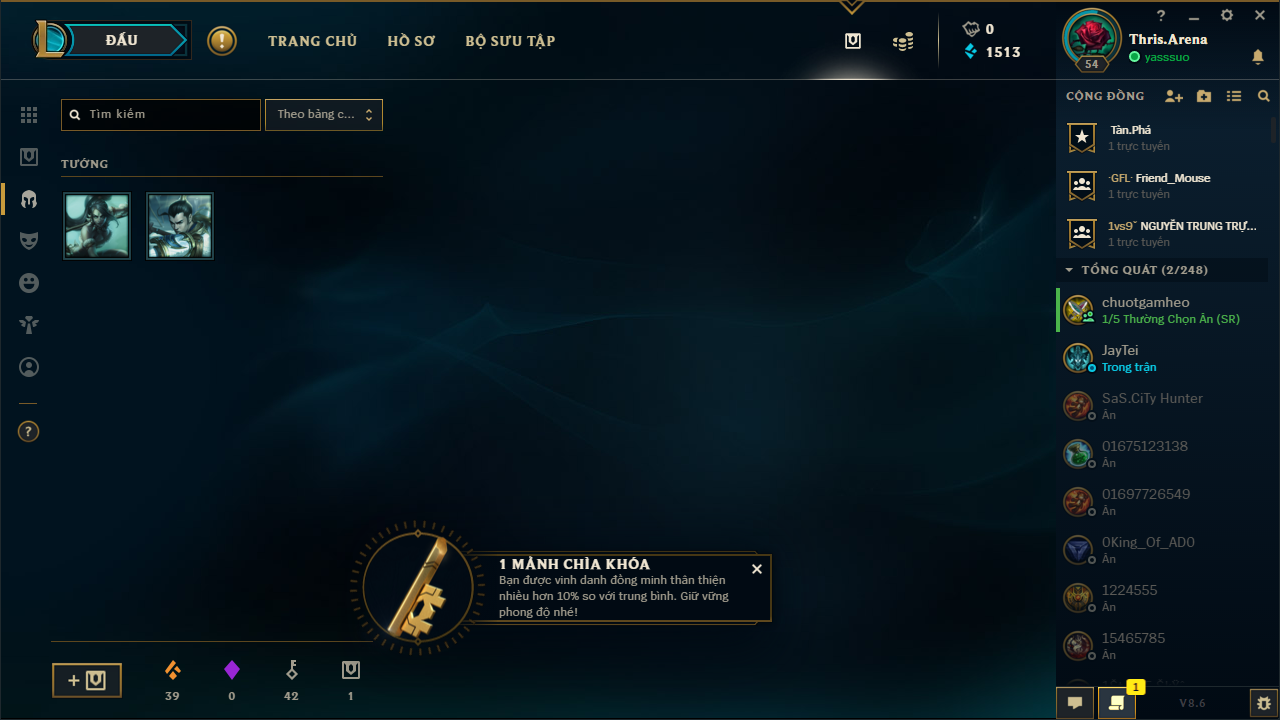 ĐẤU
!
TRANG CHỦ
HỒ SƠ
BỘ SƯU TẬP
0
1513
?
54
Thris.Arena
yasssuo
Tìm kiếm
Theo bảng c...
TƯỚNG
?
CỘNG ĐỒNG
Tàn.Phá
1 trực tuyến
·GFL· Friend_Mouse
1 trực tuyến
1vs9ˇ NGUYỄN TRUNG TRỰ...
1 trực tuyến
TỔNG QUÁT (2/248)
chuotgamheo
1/5 Thường Chọn Ẩn (SR)
JayTei
Trong trận
SaS.CiTy Hunter
Ẩn
01675123138
Ẩn
01697726549
Ẩn
0King_Of_AD0
Ẩn
1224555
Ẩn
15465785
Ẩn
1 MẢNH CHÌA KHÓA
Bạn được vinh danh đồng minh thân thiện
nhiều hơn 10% so với trung bình. Giữ vững
phong độ nhé!
+
39
0
42
1
1
V8.6